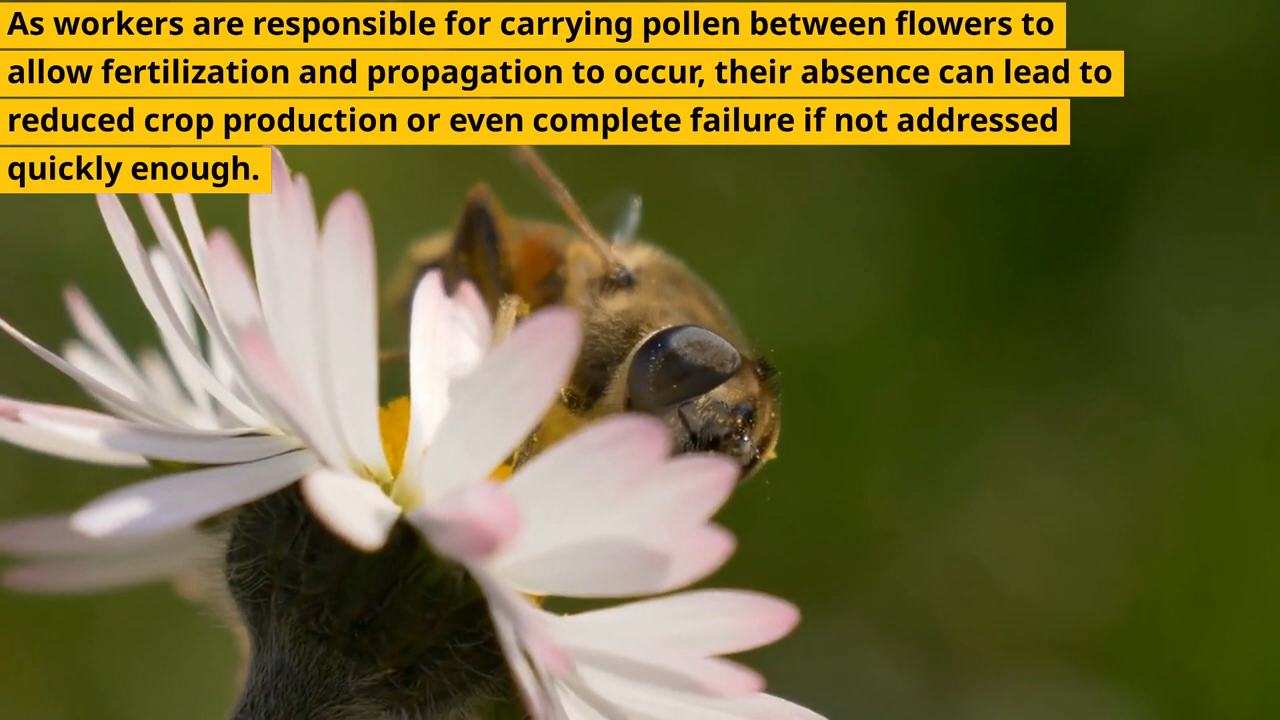 As workers are responsible for carrying pollen between flowers to
allow fertilization and propagation to occur, their absence can lead to
reduced crop production or even complete failure if not addressed
quickly enough.